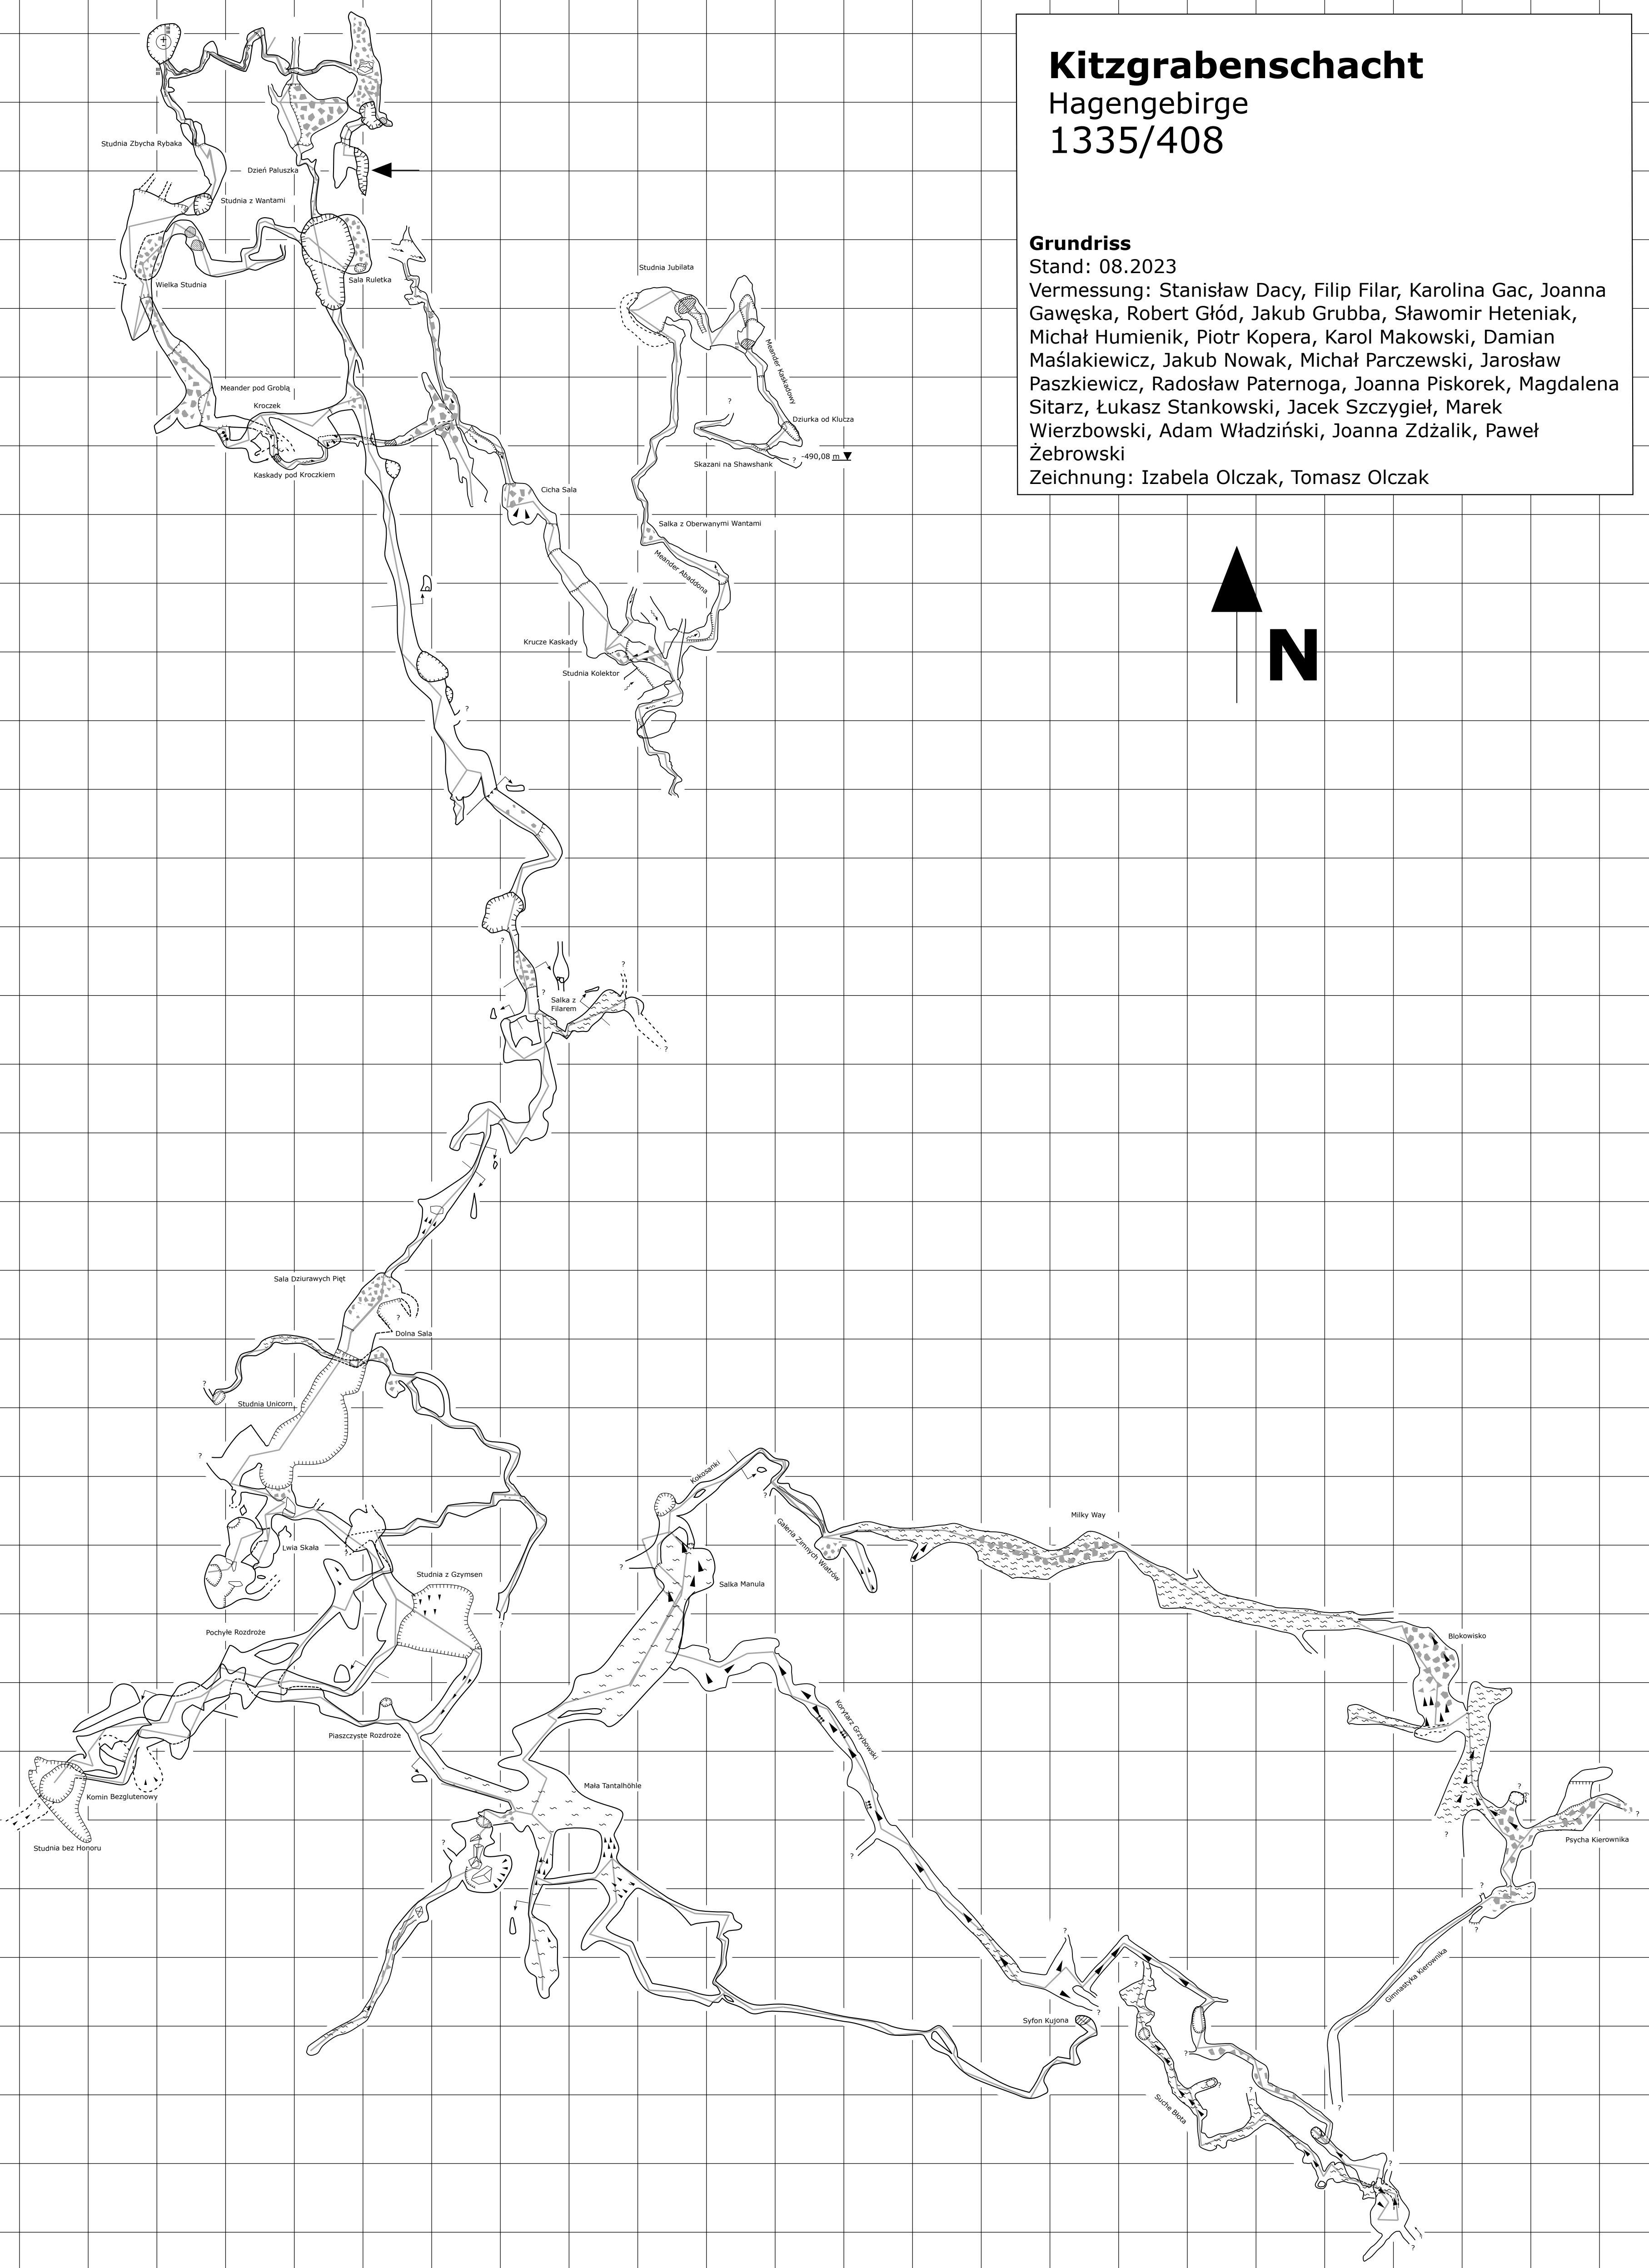 Kitzgrabenschacht
Hagengebirge
1335/408
Grundriss
Stand: 08.2023
Vermessung: Stanisław Dacy, Filip Filar, Karolina Gac, Joanna
Gawęska, Robert Głód, Jakub Grubba, Sławomir Heteniak,
Michał Humienik, Piotr Kopera, Karol Makowski, Damian
Maślakiewicz, Jakub Nowak, Michał Parczewski, Jarosław
Paszkiewicz, Radosław Paternoga, Joanna Piskorek, Magdalena
Sitarz, Łukasz Stankowski, Jacek Szczygieł, Marek
Wierzbowski, Adam Władziński, Joanna Zdżalik, Paweł
Żebrowski
Zeichnung: Izabela Olczak, Tomasz Olczak
N
Studnia Zbycha Rybaka
Dzień Paluszka
Studnia z Wantami
Wielka Studnia
Sala Ruletka
Studnia Jubilata
Meander Kaskadowy
Meander pod Groblą
Kroczek
Dziurka od Klucza
?
Skazani na Shawshank
?
-490,08 m
Kaskady pod Kroczkiem
Cicha Sala
Salka z Oberwanymi Wantami
Meander Abaddona
Krucze Kaskady
Studnia Kolektor
?
?
?
?
Salka z
Filarem
?
Sala Dziurawych Pięt
?
Dolna Sala
?
Studnia Unicorn
?
Kokosanki
?
Galeria Zimnych Wiatrów
Milky Way
Lwia Skała
?
Studnia z Gzymsen
?
Salka Manula
?
Pochyłe Rozdroże
Blokowisko
Piaszczyste Rozdroże
Korytarz Grzybowski
Mała Tantalhöhle
Komin Bezglutenowy
?
Studnia bez Honoru
?
?
?
?
?
?
Psycha Kierownika
?
?
Gimnastyka Kierownika
?
?
?
Syfon Kujona
?
?
?
Suche Błota
?
?
?
?